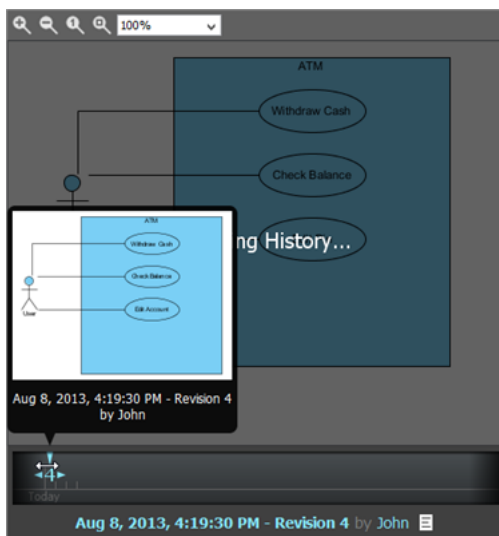 100%
ATM
Withdraw Cash
Check Balance
ng History...
ATM
Withdraw Cash
Check Balance
Edit Account
User
Aug 8, 2013, 4:19:30 PM - Revision 4
by John
4
Today
Aug 8, 2013, 4:19:30 PM - Revision 4 by John